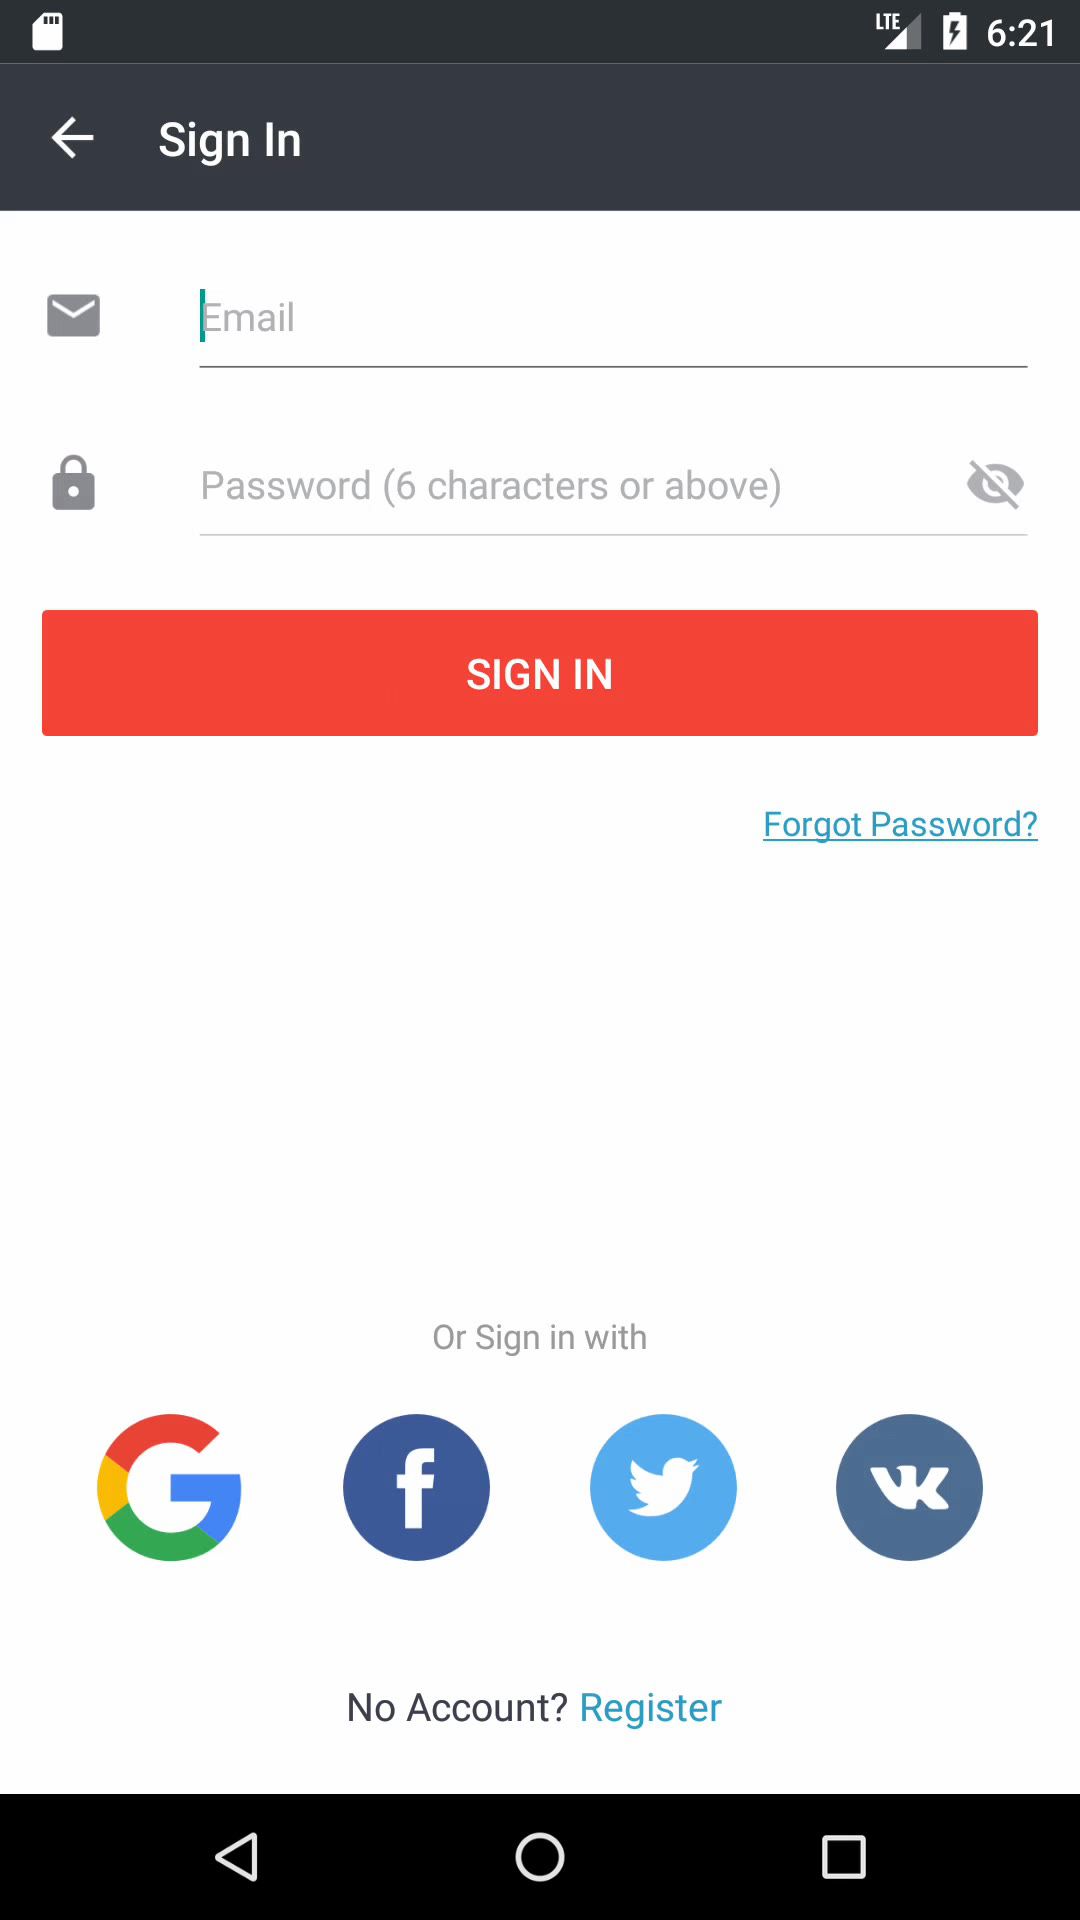 LTE 6:21
Sign In
Email
Password (6 characters or above)
SIGN IN
Forgot Password?
Or Sign in with
No Account? Register